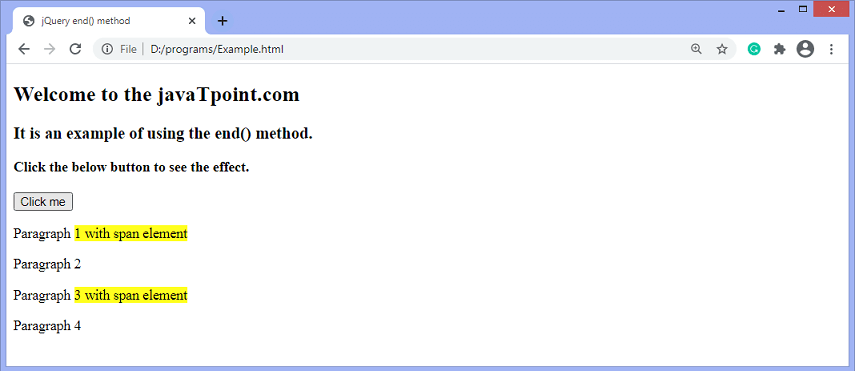 jQuery end() method
File | D:/programs/Example.html
Welcome to the javaTpoint.com
It is an example of using the end() method.
Click the below button to see the effect.
Click me
Paragraph 1 with span element
Paragraph 2
Paragraph 3 with span element
Paragraph 4